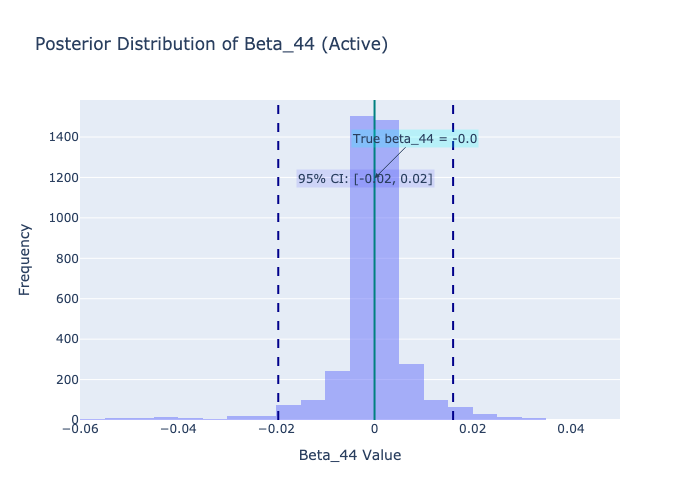 Posterior Distribution of Beta_44 (Active)
1400
1200
1000
800
600
400
200
0
Frequency
True beta_44 = -0.0
95% CI: [-0.02, 0.02]
−0.06
−0.04
−0.02
0
0.02
0.04
Beta_44 Value